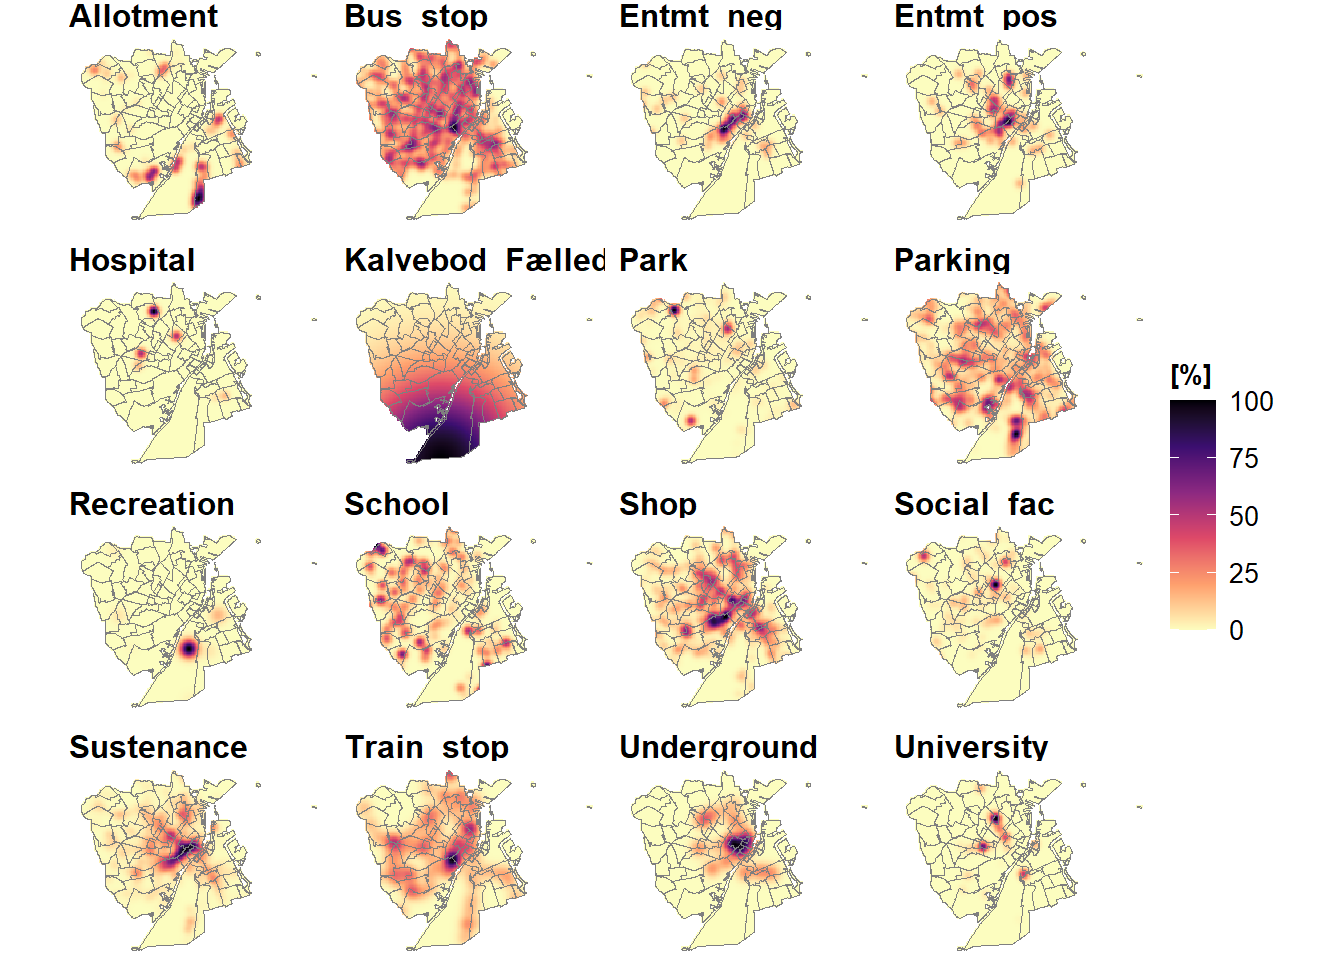 Allotment
Bus stop
Entmt neg
Entmt pos
Hospital
Kalvebod Fælled
Park
Parking
[%]
100
75
50
25
0
Recreation
School
Shop
Social fac
Sustenance
Train stop
Underground
University